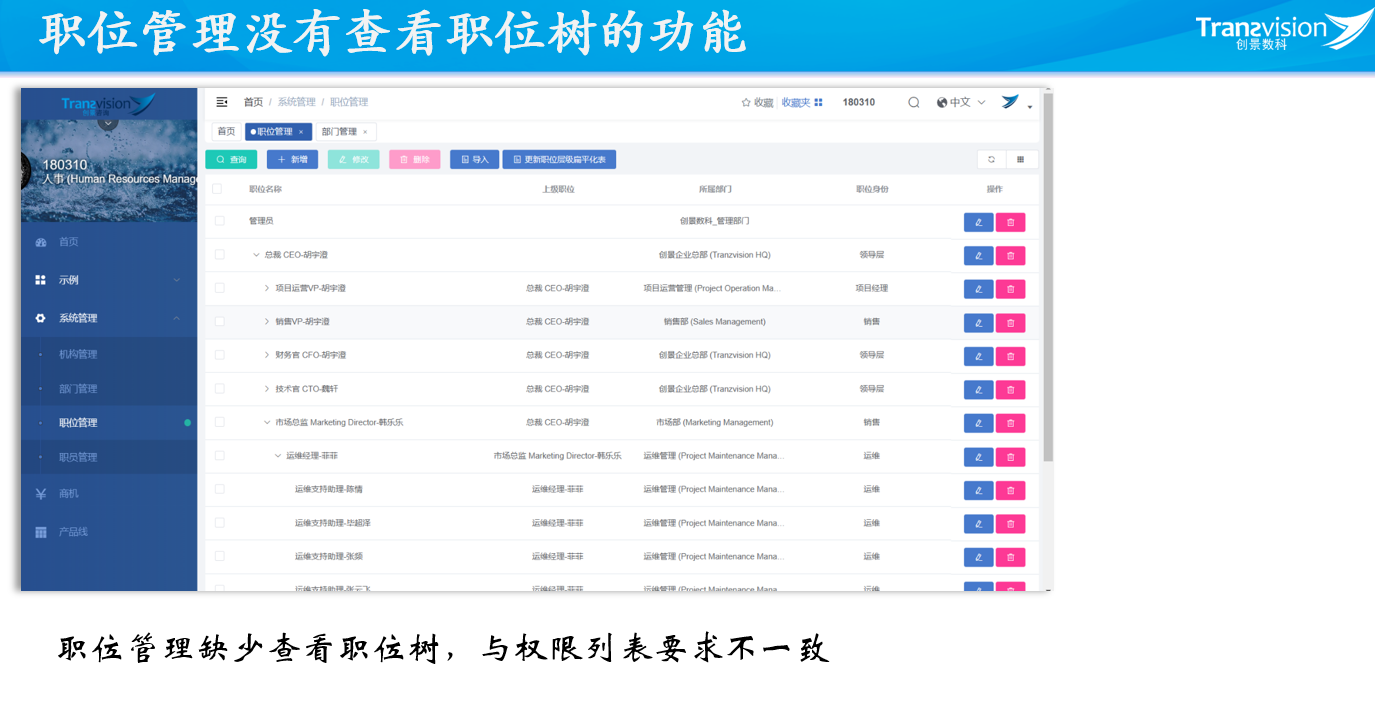 职位管理没有查看职位树的功能
Tranzvision
创景数科
Tranzvision
180310
人事 (Human Resources Manag
首页
示例
系统管理
机构管理
部门管理
职位管理
职员管理
商机
产品线
首页 / 系统管理 / 职位管理
收藏 收藏夹 180310 中文
首页 职位管理 × 部门管理 ×
查询 新增 修改 删除 导入 更新职位层级扁平化表
职位名称 上级职位 所属部门 职位身份 操作
管理员 创景数科_管理部门
总裁 CEO-胡宇澄 创景企业总部 (Tranzvision HQ) 领导层
项目运营VP-胡宇澄 总裁 CEO-胡宇澄 项目运营管理 (Project Operation Ma... 项目经理
销售VP-胡宇澄 总裁 CEO-胡宇澄 销售部 (Sales Management) 销售
财务官 CFO-胡宇澄 总裁 CEO-胡宇澄 创景企业总部 (Tranzvision HQ) 领导层
技术官 CTO-魏轩 总裁 CEO-胡宇澄 创景企业总部 (Tranzvision HQ) 领导层
市场总监 Marketing Director-韩乐乐 总裁 CEO-胡宇澄 市场部 (Marketing Management) 销售
运维经理-菲菲 市场总监 Marketing Director-韩乐乐 运维管理 (Project Maintenance Mana... 运维
运维支持助理-陈情 运维经理-菲菲 运维管理 (Project Maintenance Mana... 运维
运维支持助理-毕超泽 运维经理-菲菲 运维管理 (Project Maintenance Mana... 运维
运维支持助理-张频 运维经理-菲菲 运维管理 (Project Maintenance Mana... 运维
运维支持助理-张云飞 运维经理-菲菲 运维管理 (Project Maintenance Mana... 运维
职位管理缺少查看职位树，与权限列表要求不一致